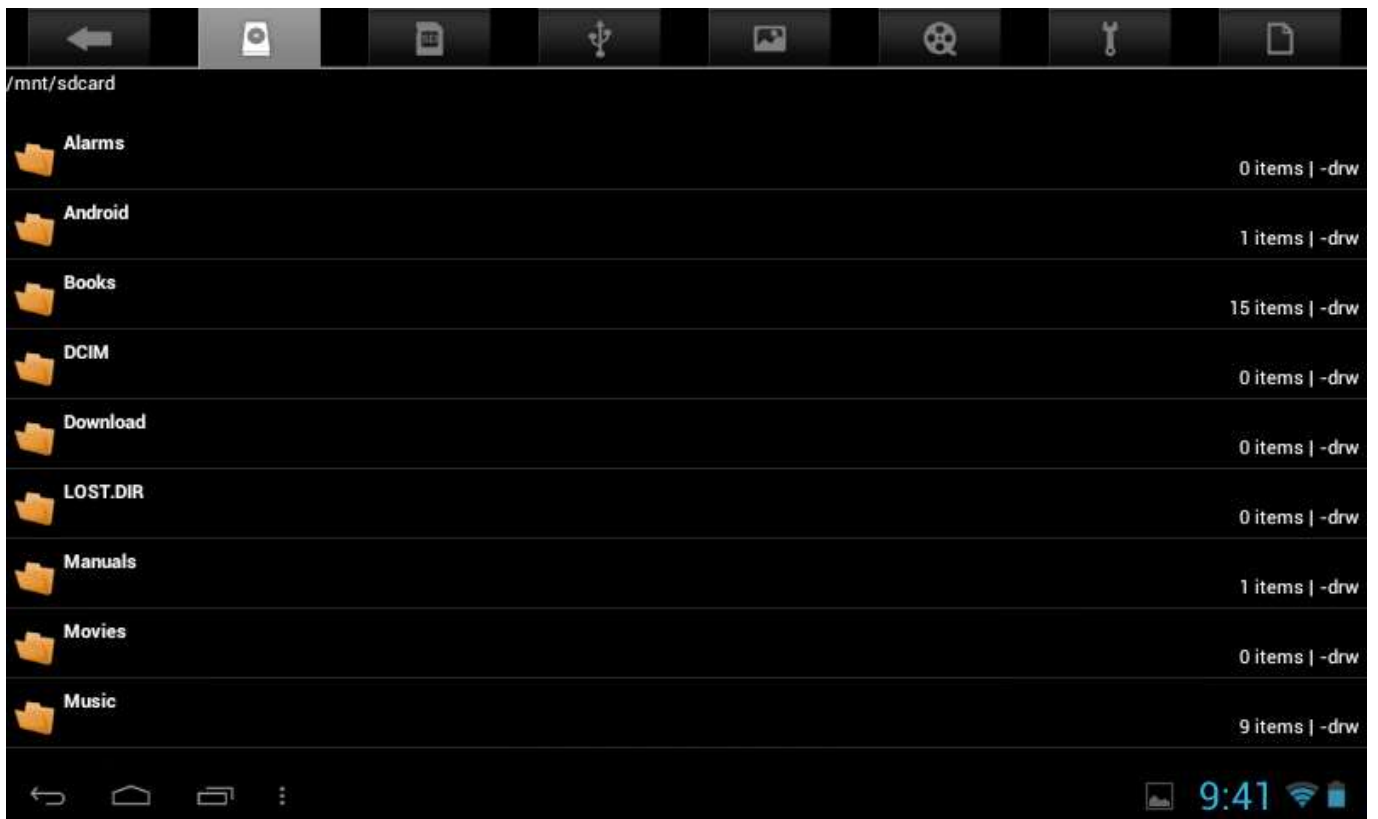 /mnt/sdcard
Alarms
0 items | -drw
Android
1 items | -drw
Books
15 items | -drw
DCIM
0 items | -drw
Download
0 items | -drw
LOST.DIR
0 items | -drw
Manuals
1 items | -drw
Movies
0 items | -drw
Music
9 items | -drw
9:41